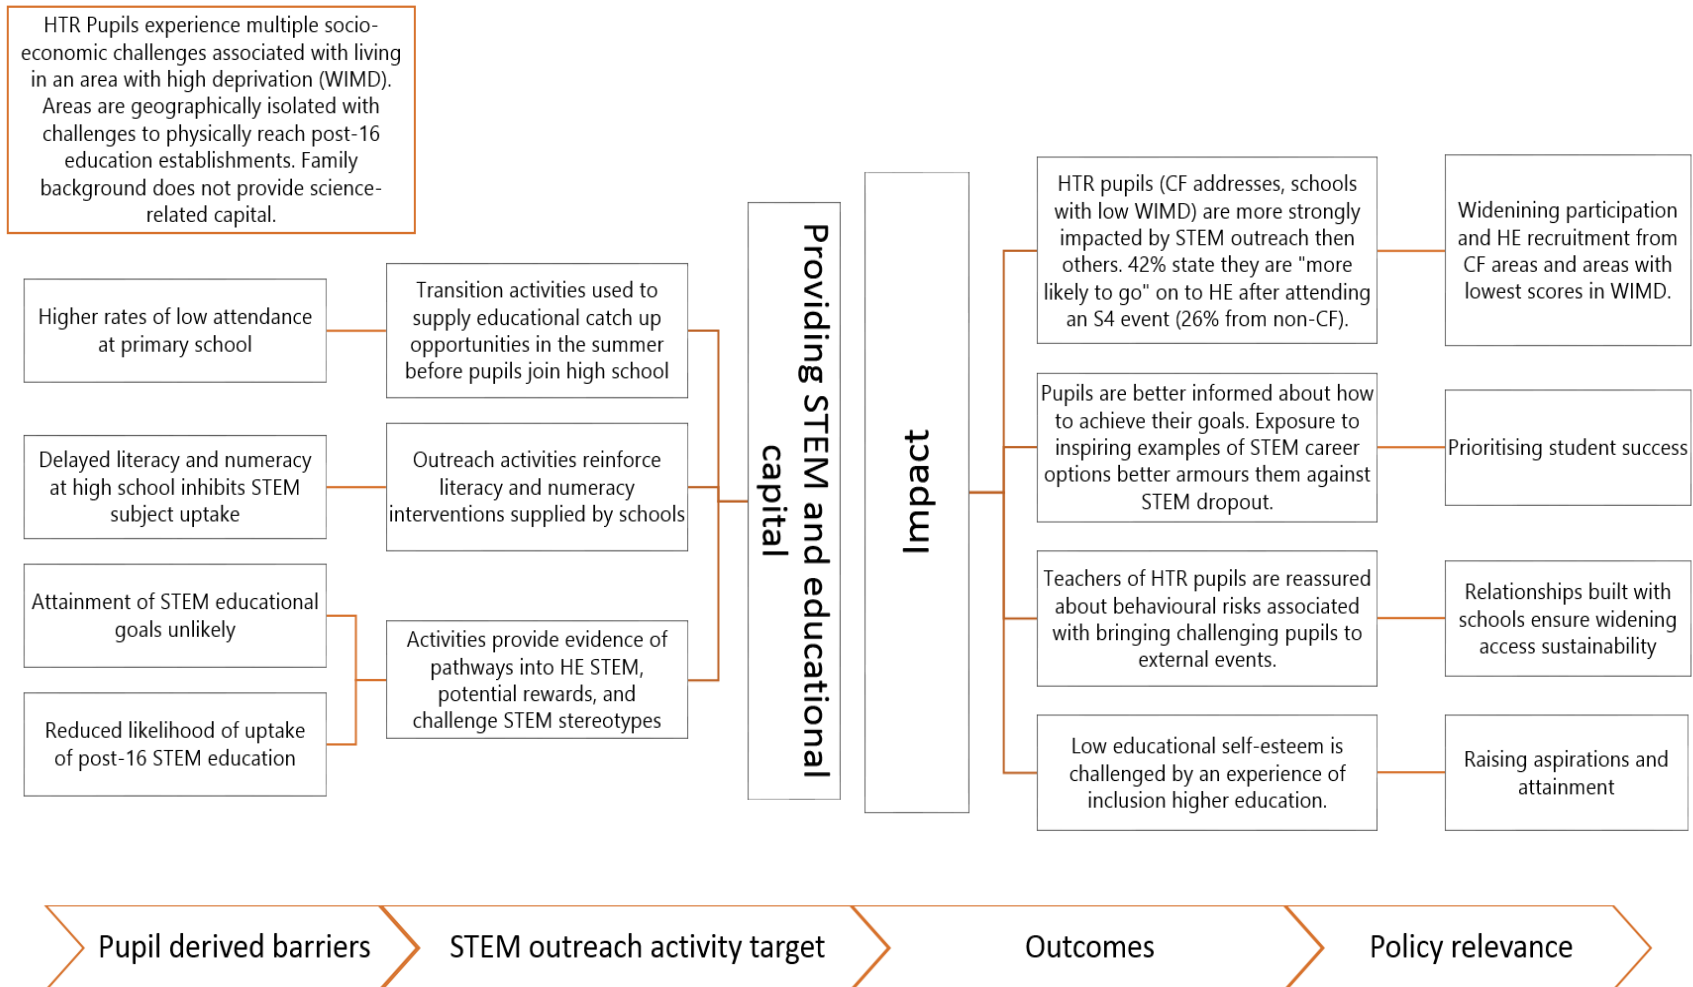 HTR Pupils experience multiple socio-
economic challenges associated with living
in an area with high deprivation (WIMD).
Areas are geographically isolated with
challenges to physically reach post-16
education establishments. Family
background does not provide science-
related capital.
Higher rates of low attendance
at primary school
Delayed literacy and numeracy
at high school inhibits STEM
subject uptake
Attainment of STEM educational
goals unlikely
Reduced likelihood of uptake
of post-16 STEM education
Transition activities used to
supply educational catch up
opportunities in the summer
before pupils join high school
Outreach activities reinforce
literacy and numeracy
interventions supplied by schools
Activities provide evidence of
pathways into HE STEM,
potential rewards, and
challenge STEM stereotypes
Providing STEM and educational
capital
Impact
HTR pupils (CF addresses, schools
with low WIMD) are more strongly
impacted by STEM outreach then
others. 42% state they are "more
likely to go" on to HE after attending
an S4 event (26% from non-CF).
Pupils are better informed about how
to achieve their goals. Exposure to
inspiring examples of STEM career
options better armours them against
STEM dropout.
Teachers of HTR pupils are reassured
about behavioural risks associated
with bringing challenging pupils to
external events.
Low educational self-esteem is
challenged by an experience of
inclusion higher education.
Widenining participation
and HE recruitment from
CF areas and areas with
lowest scores in WIMD.
Prioritising student success
Relationships built with
schools ensure widening
access sustainability
Raising aspirations and
attainment
Pupil derived barriers
STEM outreach activity target
Outcomes
Policy relevance